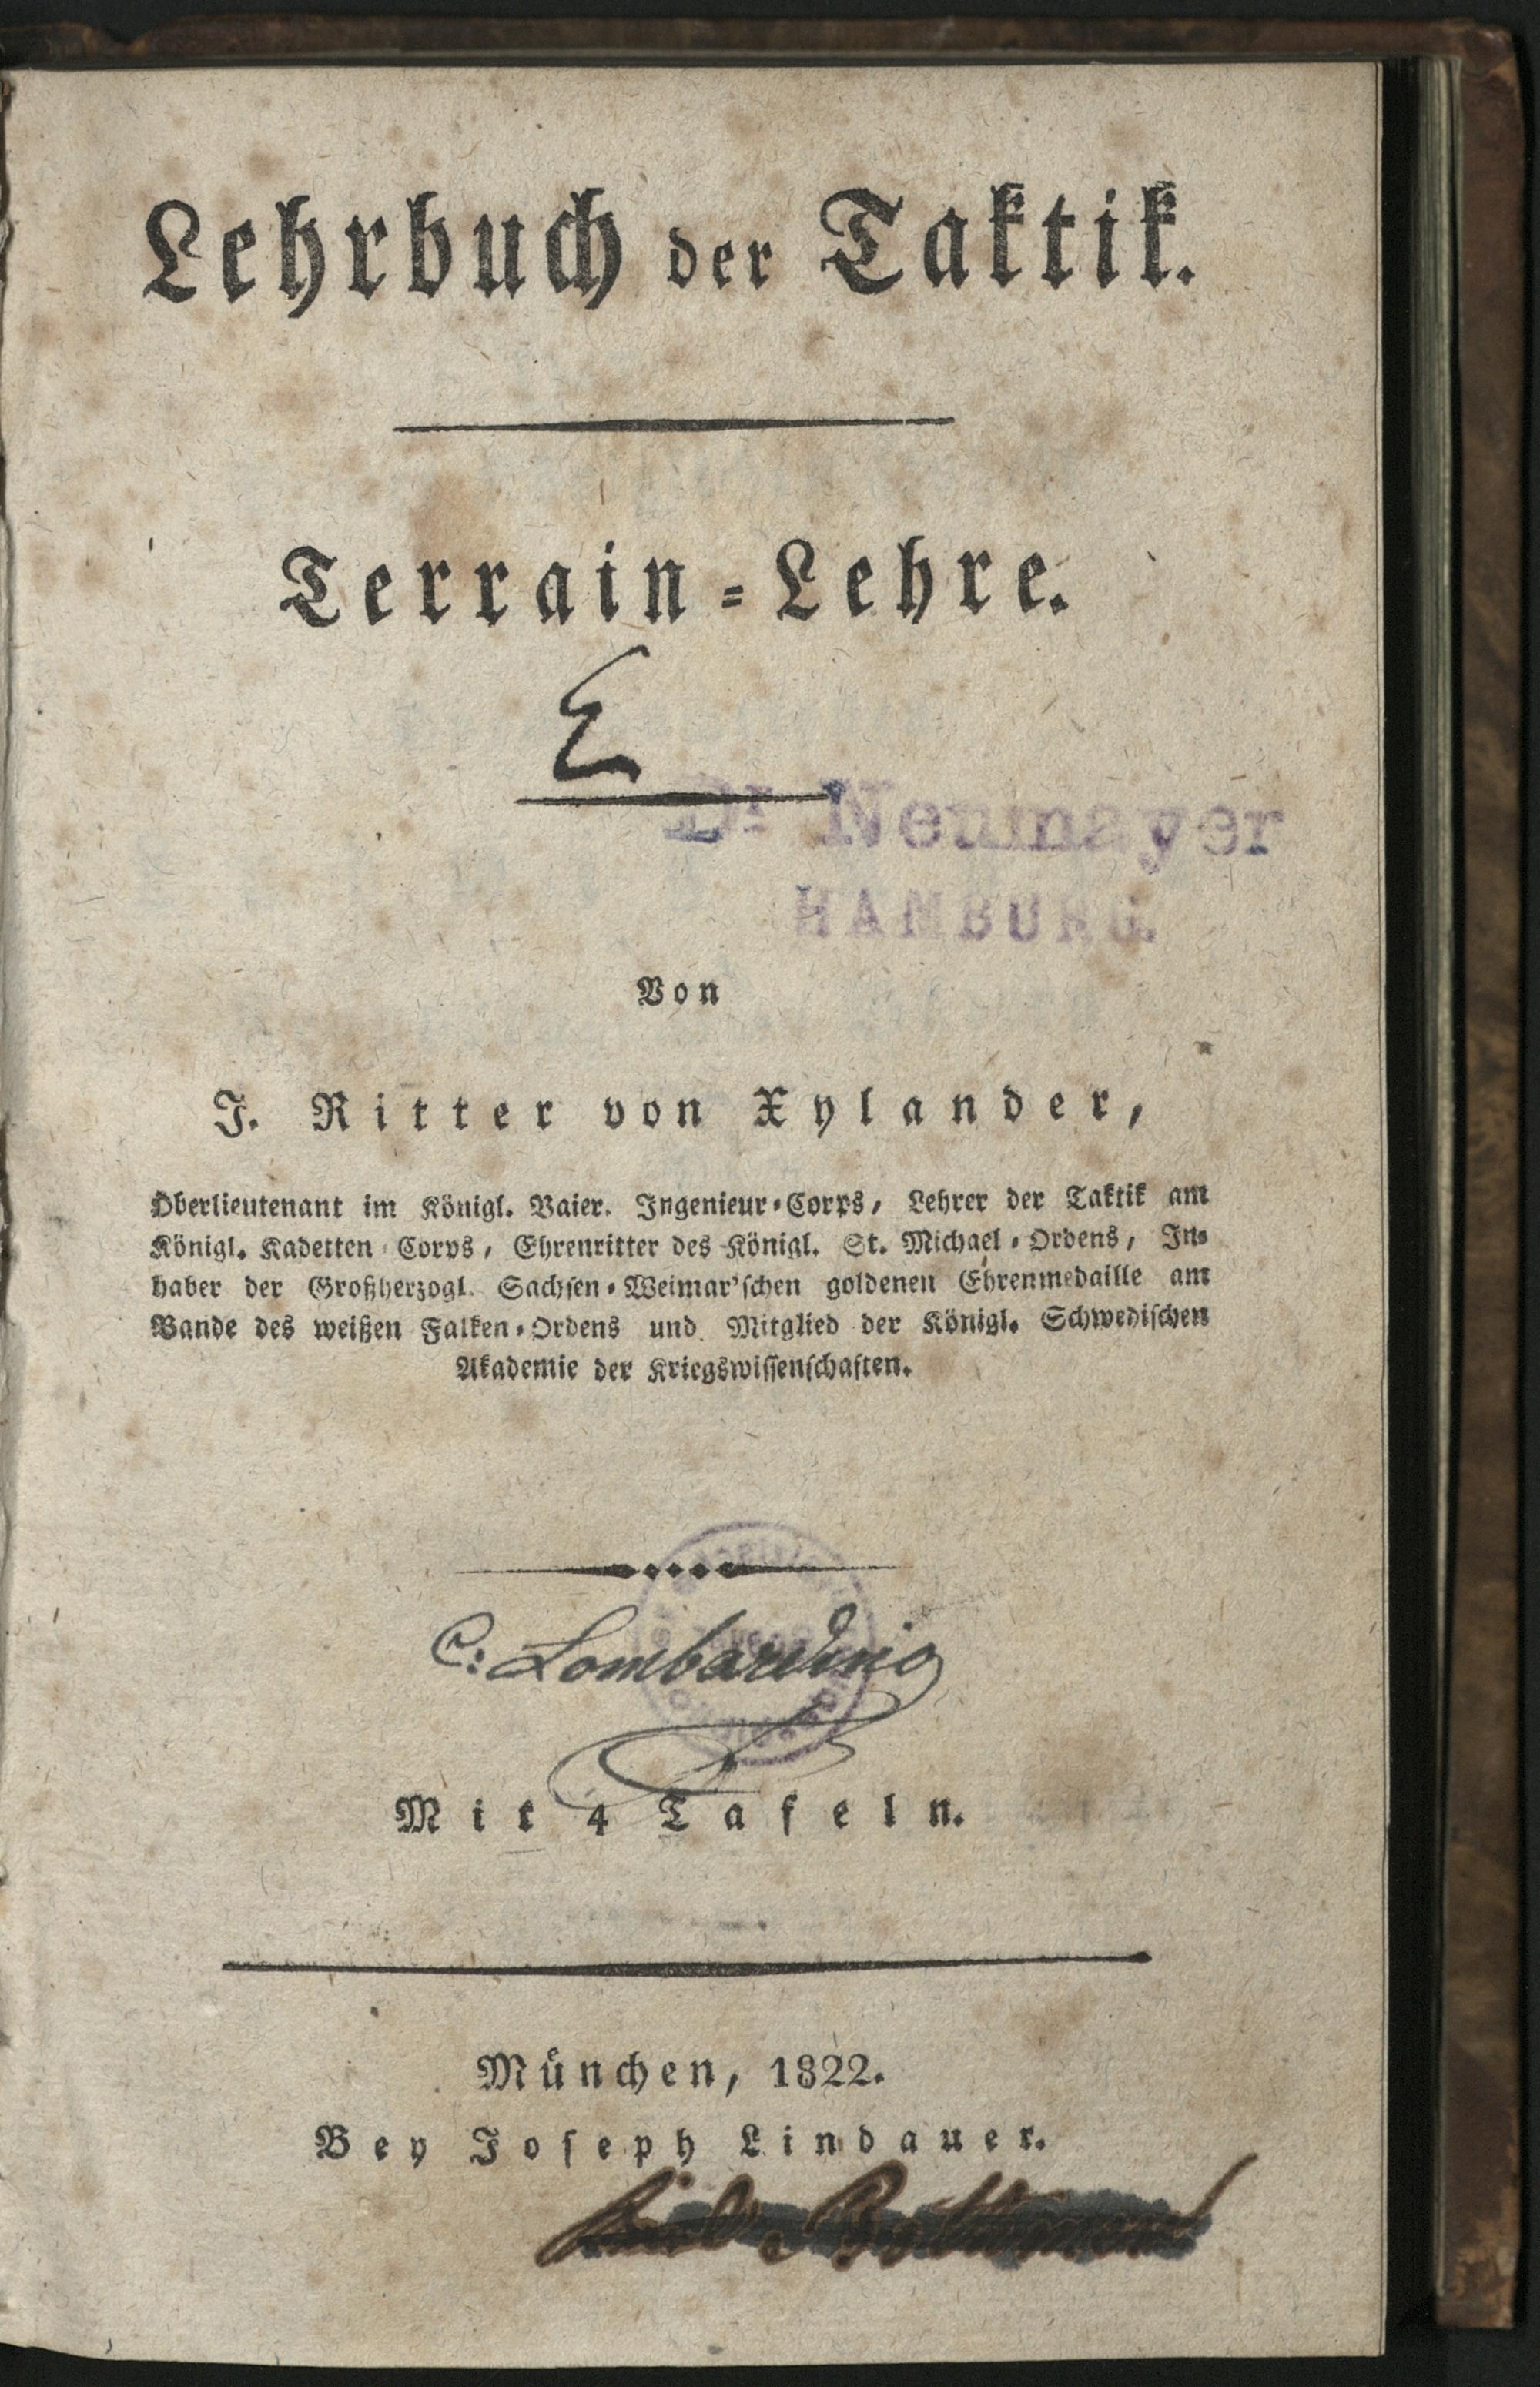 Lehrbuch der Taktik.
Terrain-Lehre.
Dr Neumayer
HAMBURG.
Von
J. Ritter von Xylander,
Oberlieutenant im Königl. Baier. Ingenieur-Corps, Lehrer der Taktik am
Königl. Kadetten-Corps, Ehrenritter des Königl. St. Michael-Ordens, In-
haber der Großherzogl. Sachsen-Weimar'schen goldenen Ehrenmedaille am
Bande des weißen Falken-Ordens und Mitglied der Königl. Schwedischen
Akademie der Kriegswissenschaften.
C: Lombardino
Mit 4 Tafeln.
München, 1822.
Bey Joseph Lindauer.